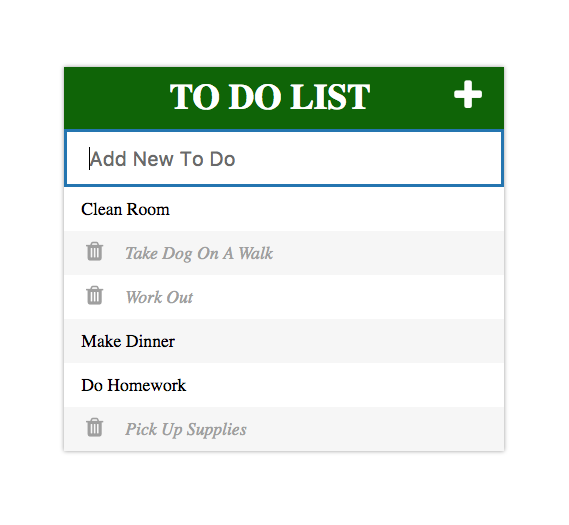 TO DO LIST
Add New To Do
Clean Room
Take Dog On A Walk
Work Out
Make Dinner
Do Homework
Pick Up Supplies